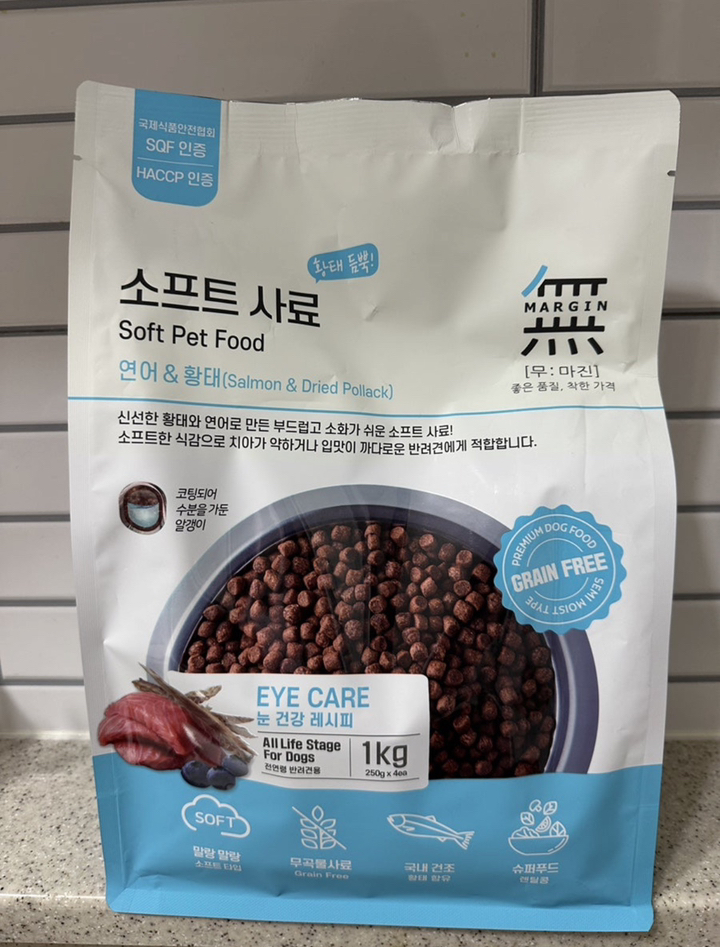 국제식품안전협회
SQF 인증
HACCP 인증
황태 듬뿍!
소프트 사료
Soft Pet Food
연어 & 황태(Salmon & Dried Pollack)
無
MARGIN
[무:마진]
좋은 품질, 착한 가격
신선한 황태와 연어로 만든 부드럽고 소화가 쉬운 소프트 사료!
소프트한 식감으로 치아가 약하거나 입맛이 까다로운 반려견에게 적합합니다.
코팅되어
수분을 가둔
알갱이
PREMIUM DOG FOOD
GRAIN FREE
SEMI MOIST TYPE
EYE CARE
눈 건강 레시피
All Life Stage
For Dogs
전연령 반려견용
1kg
250g x 4ea
SOFT
말랑 말랑
소프트 타입
무곡물사료
Grain Free
국내 건조
황태 함유
슈퍼푸드
렌틸콩